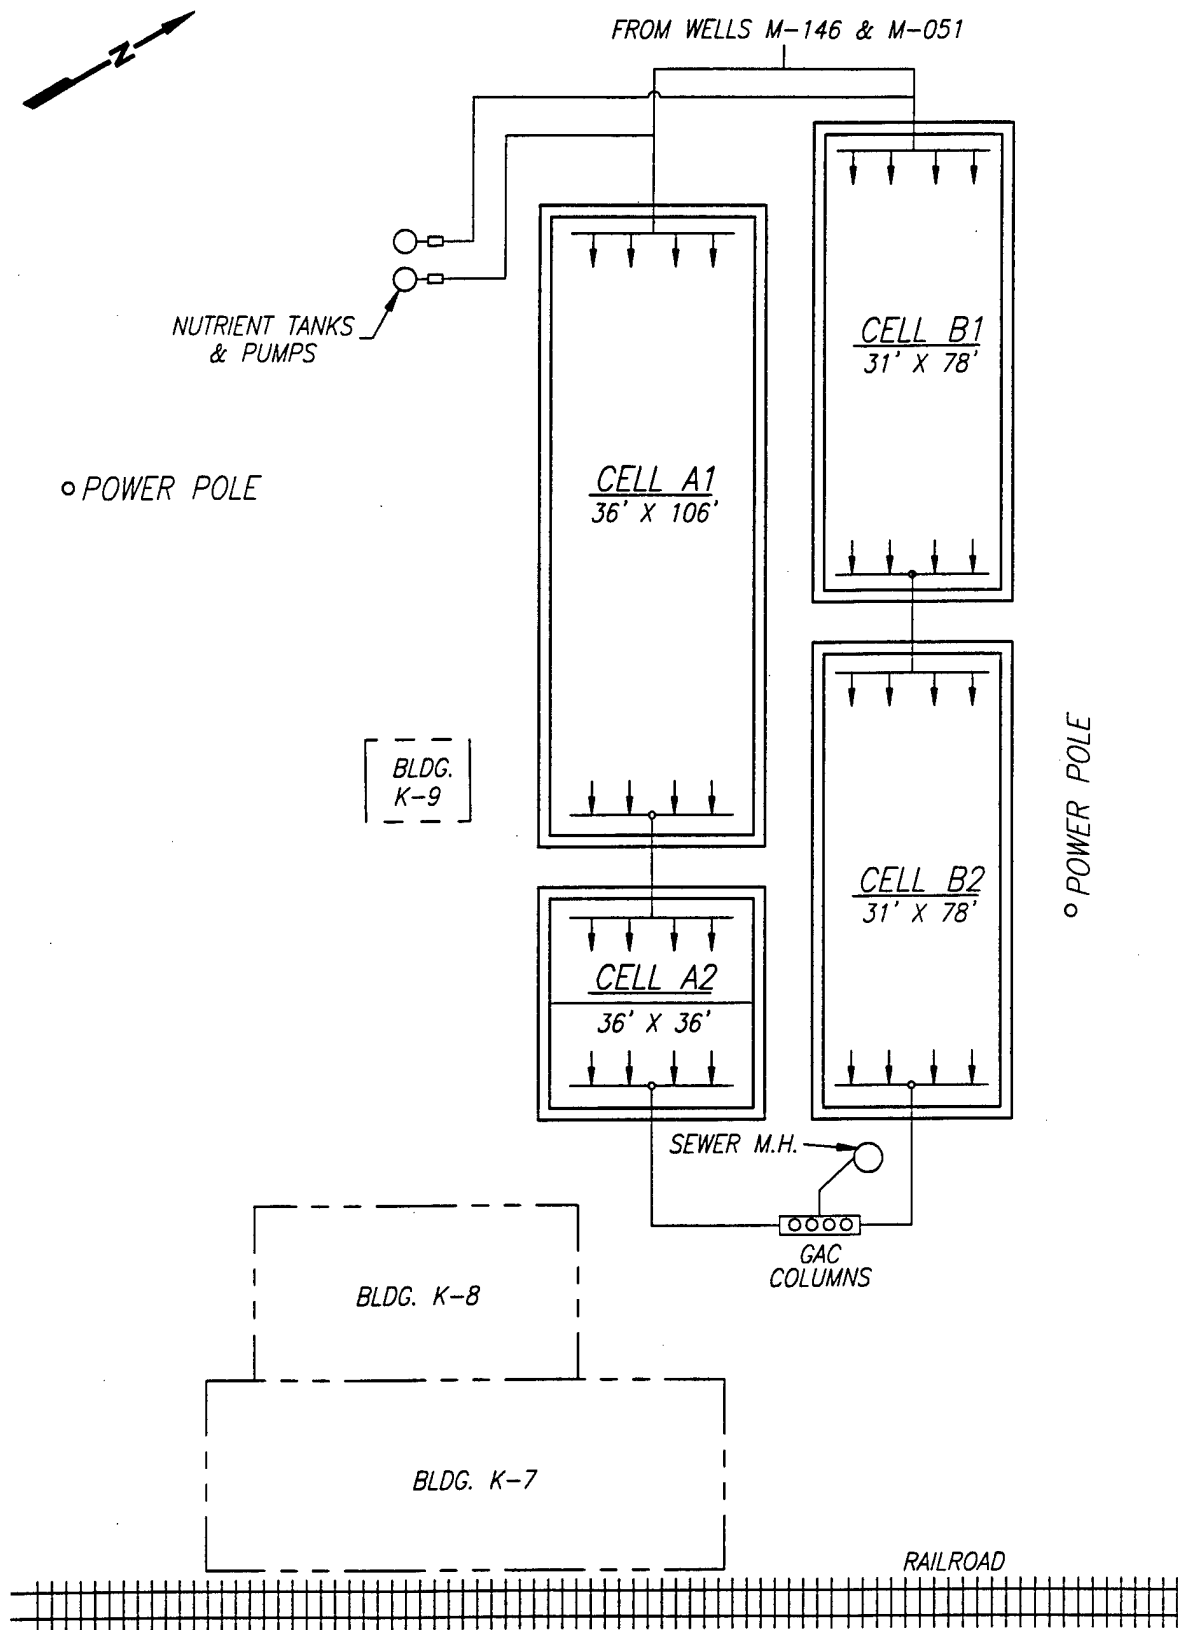 N
FROM WELLS M-146 & M-051
NUTRIENT TANKS
& PUMPS
CELL B1
31' X 78'
POWER POLE
CELL A1
36' X 106'
BLDG.
K-9
POWER POLE
CELL B2
31' X 78'
CELL A2
36' X 36'
SEWER M.H.
GAC
COLUMNS
BLDG. K-8
BLDG. K-7
RAILROAD